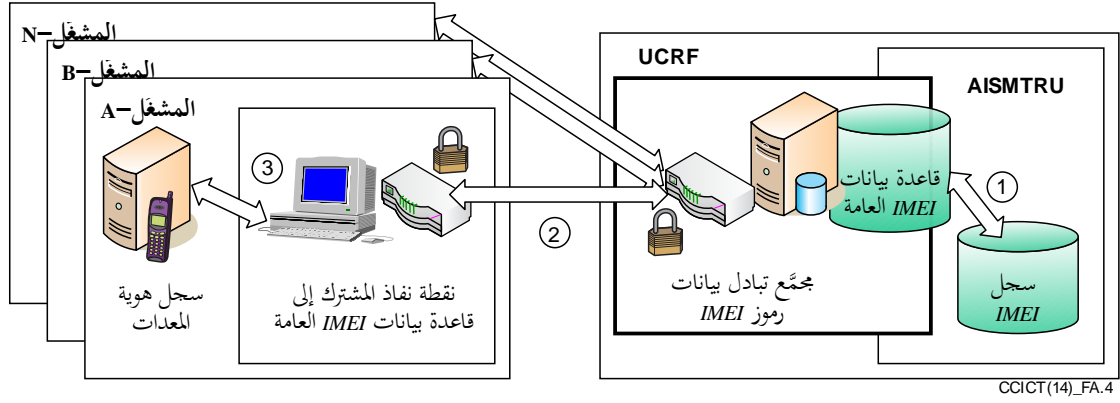 المشغّل–N
المشغّل–B
المشغّل–A
UCRF
AISMTRU
3
1
2
قاعدة بيانات
IMEI العامة
سجل
IMEI
سجل هوية
المعدات
نقطة نفاذ المشترك إلى
قاعدة بيانات IMEI العامة
مجمَّع تبادل بيانات
رموز IMEI
CCICT(14)_FA.4